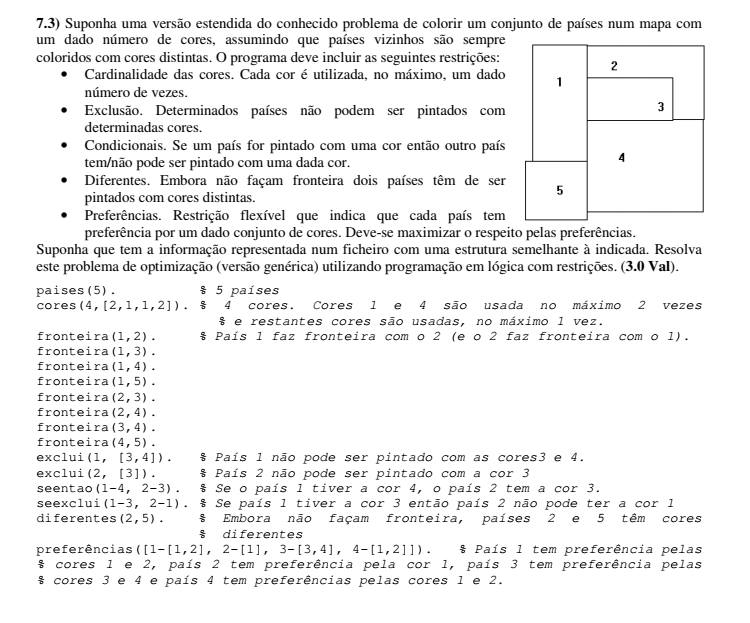 7.3) Suponha uma versão estendida do conhecido problema de colorir um conjunto de países num mapa com
um dado número de cores, assumindo que países vizinhos são sempre
coloridos com cores distintas. O programa deve incluir as seguintes restrições:
• Cardinalidade das cores. Cada cor é utilizada, no máximo, um dado
número de vezes.
• Exclusão. Determinados países não podem ser pintados com
determinadas cores.
• Condicionais. Se um país for pintado com uma cor então outro país
tem/não pode ser pintado com uma dada cor.
• Diferentes. Embora não façam fronteira dois países têm de ser
pintados com cores distintas.
• Preferências. Restrição flexível que indica que cada país tem
preferência por um dado conjunto de cores. Deve-se maximizar o respeito pelas preferências.
1
2
3
4
5
Suponha que tem a informação representada num ficheiro com uma estrutura semelhante à indicada. Resolva
este problema de optimização (versão genérica) utilizando programação em lógica com restrições. (3.0 Val).
paises(5). % 5 países
cores(4,[2,1,1,2]). % 4 cores. Cores 1 e 4 são usada no máximo 2 vezes
% e restantes cores são usadas, no máximo 1 vez.
fronteira(1,2). % País 1 faz fronteira com o 2 (e o 2 faz fronteira com o 1).
fronteira(1,3).
fronteira(1,4).
fronteira(1,5).
fronteira(2,3).
fronteira(2,4).
fronteira(3,4).
fronteira(4,5).
exclui(1, [3,4]). % País 1 não pode ser pintado com as cores3 e 4.
exclui(2, [3]). % País 2 não pode ser pintado com a cor 3
seentao(1-4, 2-3). % Se o país 1 tiver a cor 4, o país 2 tem a cor 3.
seexclui(1-3, 2-1). % Se país 1 tiver a cor 3 então país 2 não pode ter a cor 1
diferentes(2,5). % Embora não façam fronteira, países 2 e 5 têm cores
% diferentes
preferências([1-[1,2], 2-[1], 3-[3,4], 4-[1,2]]). % País 1 tem preferência pelas
% cores 1 e 2, país 2 tem preferência pela cor 1, país 3 tem preferência pelas
% cores 3 e 4 e país 4 tem preferências pelas cores 1 e 2.